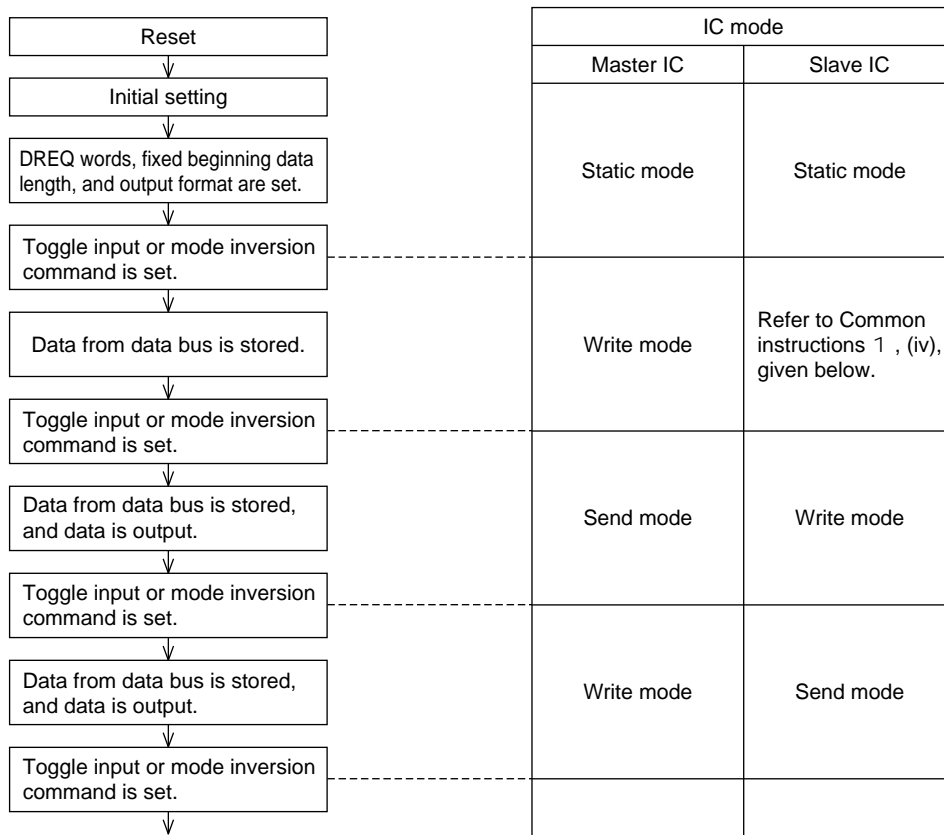 Reset
Initial setting
DREQ words, fixed beginning data
length, and output format are set.
Toggle input or mode inversion
command is set.
Data from data bus is stored.
Toggle input or mode inversion
command is set.
Data from data bus is stored,
and data is output.
Toggle input or mode inversion
command is set.
Data from data bus is stored,
and data is output.
Toggle input or mode inversion
command is set.
IC mode
Master IC
Slave IC
Static mode
Static mode
Write mode
Refer to Common
instructions 1 , (iv),
given below.
Send mode
Write mode
Write mode
Send mode